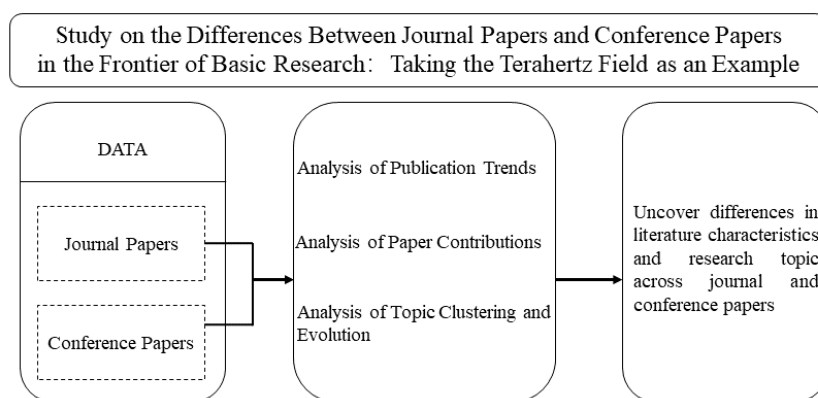 Study on the Differences Between Journal Papers and Conference Papers
in the Frontier of Basic Research: Taking the Terahertz Field as an Example
DATA
Journal Papers
Conference Papers
Analysis of Publication Trends
Analysis of Paper Contributions
Analysis of Topic Clustering and
Evolution
Uncover differences in
literature characteristics
and research topic
across journal and
conference papers